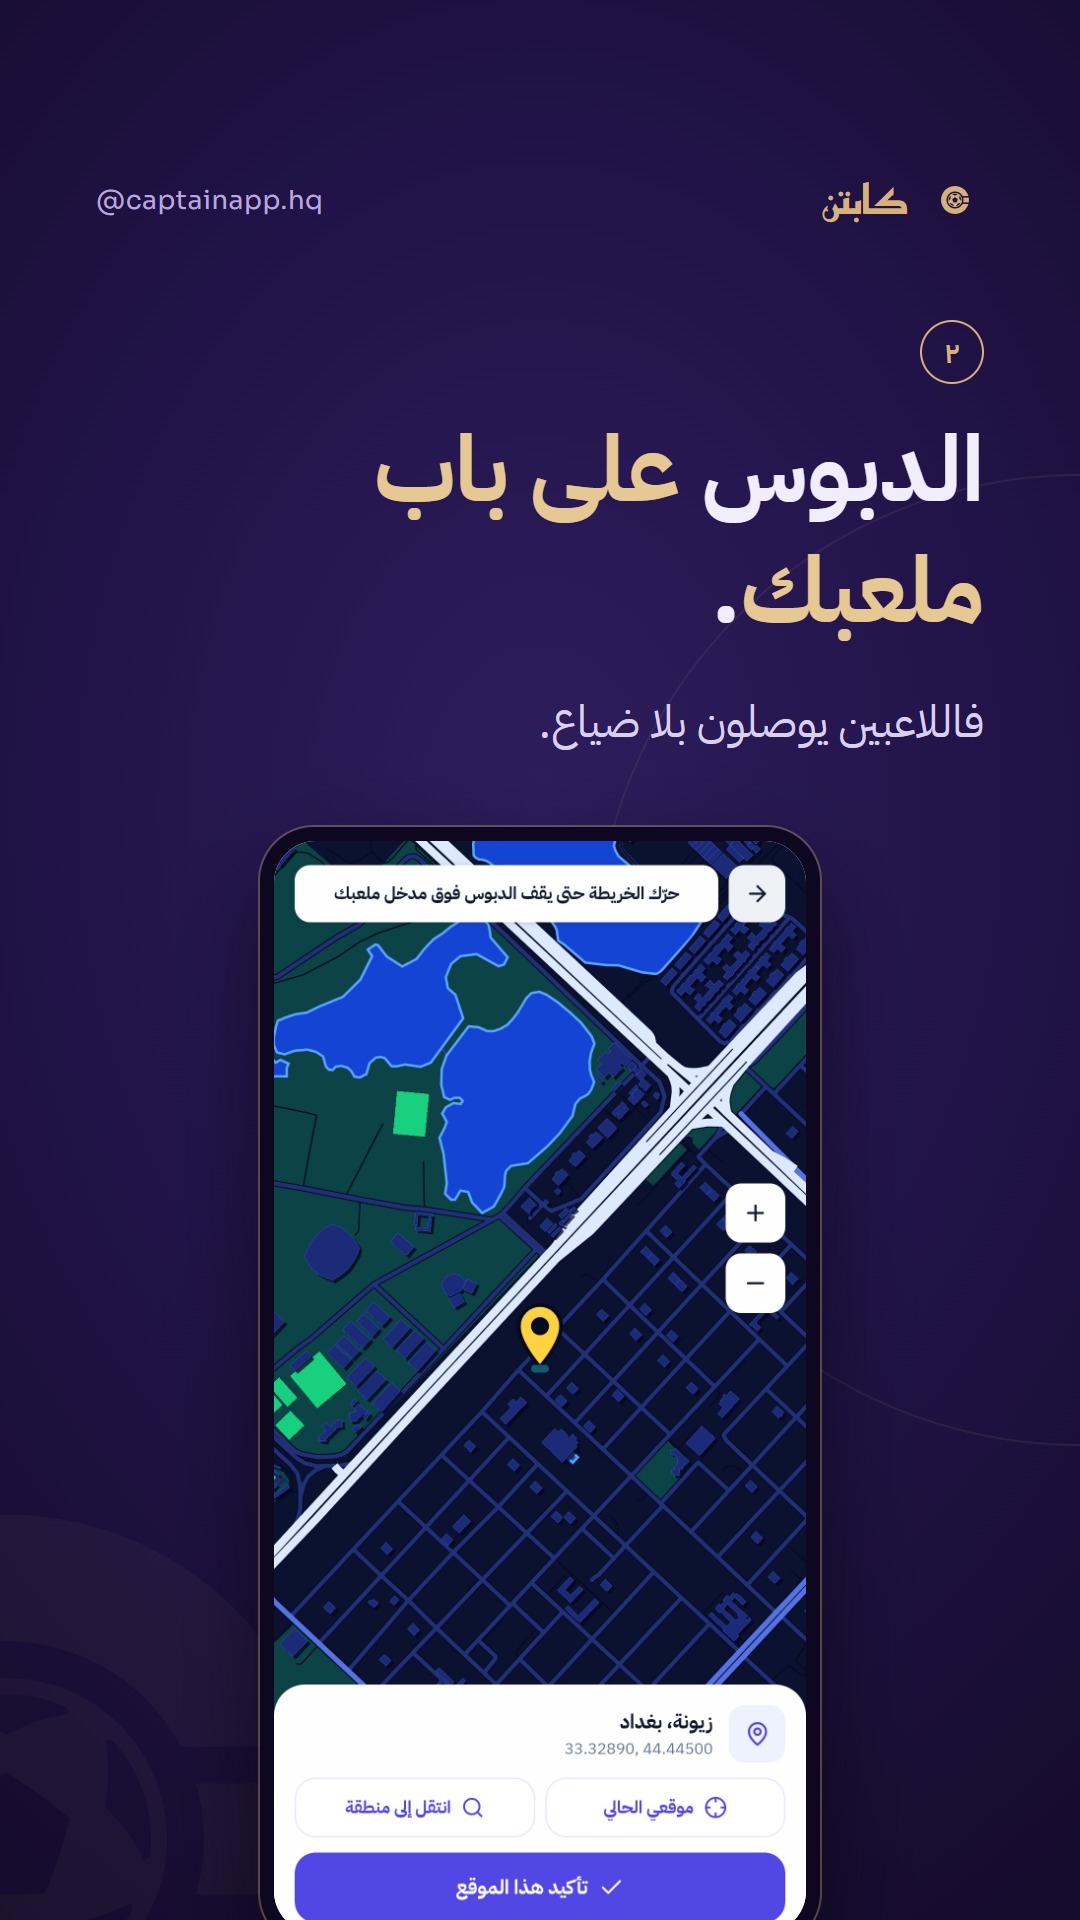 كابتن
@captainapp.hq
٢
الدبوس على باب
ملعبك.
فاللاعبين يوصلون بلا ضياع.
حرّك الخريطة حتى يقف الدبوس فوق مدخل ملعبك
زيونة، بغداد
33.32890, 44.44500
موقعي الحالي
انتقل إلى منطقة
تأكيد هذا الموقع